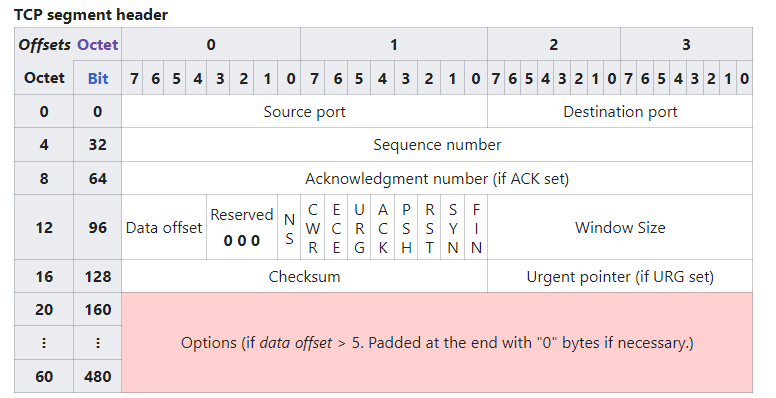 TCP segment header
Offsets Octet 0 1 2 3
Octet Bit 7 6 5 4 3 2 1 0 7 6 5 4 3 2 1 0 7 6 5 4 3 2 1 0 7 6 5 4 3 2 1 0
0 0 Source port Destination port
4 32 Sequence number
8 64 Acknowledgment number (if ACK set)
12 96 Data offset Reserved 0 0 0 NS CWR ECE URG ACK PSH RST SYN FIN Window Size
16 128 Checksum Urgent pointer (if URG set)
20 160
⋮ ⋮ Options (if data offset > 5. Padded at the end with "0" bytes if necessary.)
60 480